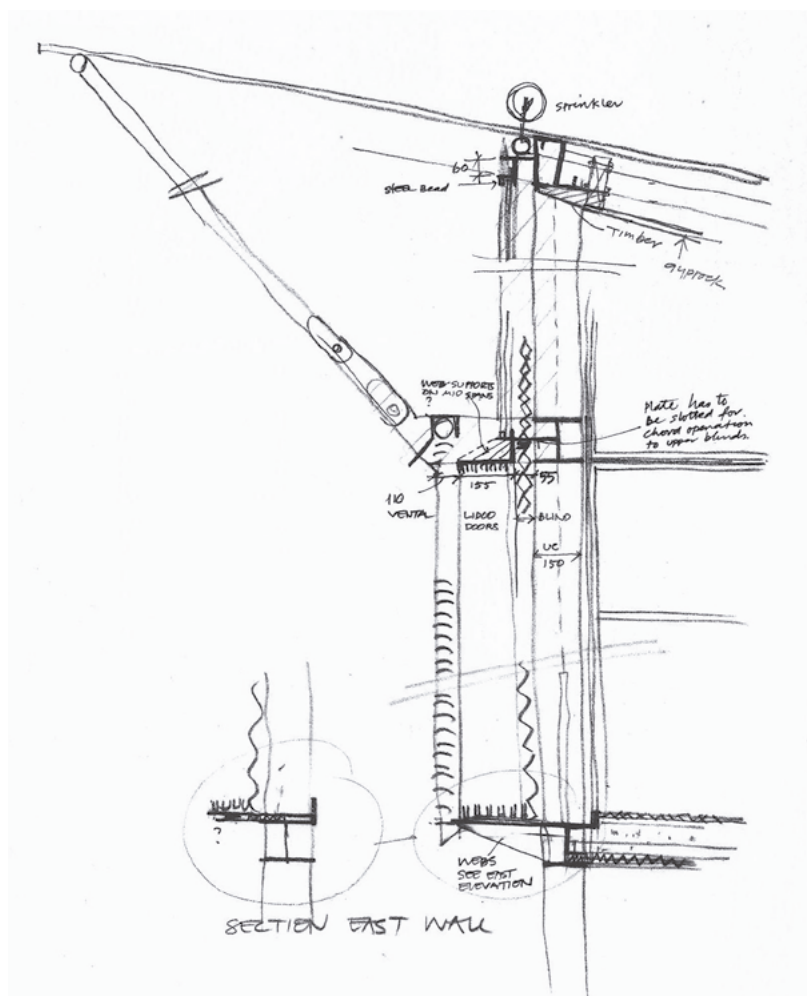 Sprinkler
60
STEEL Bead
Timber
gyprock
WEB SUPPORTS
ON MID SPANS
?
Plate has to
be slotted for
chord operation
to upper blinds.
155
55
110
VENTAL
LIDCO
DOORS
BLIND
UC
150
?
WEBS
SEE EAST
ELEVATION
SECTION EAST WALL